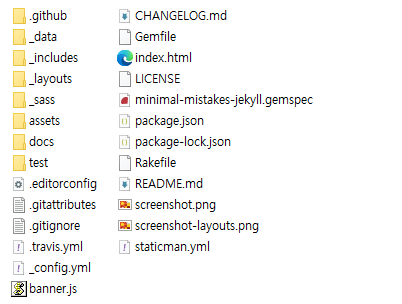 .github
_data
_includes
_layouts
_sass
assets
docs
test
.editorconfig
.gitattributes
.gitignore
.travis.yml
_config.yml
banner.js
CHANGELOG.md
Gemfile
index.html
LICENSE
minimal-mistakes-jekyll.gemspec
package.json
package-lock.json
Rakefile
README.md
screenshot.png
screenshot-layouts.png
staticman.yml